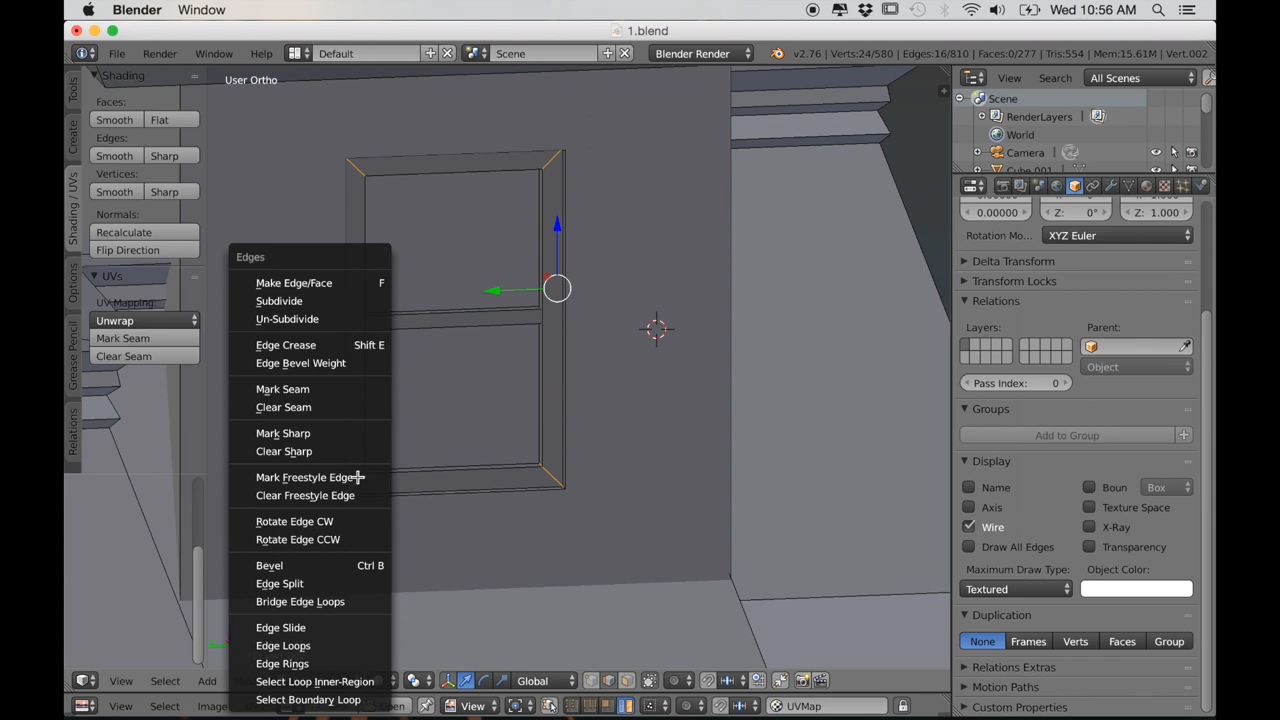 Blender Window Wed 10:56 AM
1.blend
File Render Window Help Default Scene Blender Render v2.76 | Verts:24/580 | Edges:16/810 | Faces:0/277 | Tris:554 | Mem:15.61M | Vert.002
Shading User Ortho View Search All Scenes
Faces: Scene
Smooth Flat RenderLayers
Edges: World
Smooth Sharp Camera
Vertices: Cube.001
Smooth Sharp
Normals: 0.00000 Z: 0° Z: 1.000
Recalculate Rotation Mo... XYZ Euler
Flip Direction Delta Transform
UVs Transform Locks
UV Mapping: Relations
Unwrap Layers: Parent:
Mark Seam
Clear Seam Object
Pass Index: 0
Groups
Add to Group
Display
Name Boun Box
Axis Texture Space
Wire X-Ray
Draw All Edges Transparency
Maximum Draw Type: Object Color:
Textured
Duplication
None Frames Verts Faces Group
Relations Extras
Motion Paths
Custom Properties
Tools
Create
Shading / UVs
Options
Grease Pencil
Relations
Edges
Make Edge/Face F
Subdivide
Un-Subdivide
Edge Crease Shift E
Edge Bevel Weight
Mark Seam
Clear Seam
Mark Sharp
Clear Sharp
Mark Freestyle Edge
Clear Freestyle Edge
Rotate Edge CW
Rotate Edge CCW
Bevel Ctrl B
Edge Split
Bridge Edge Loops
Edge Slide
Edge Loops
Edge Rings
Select Loop Inner-Region
Select Boundary Loop
View Select Add Global
View Select Image Open View UVMap